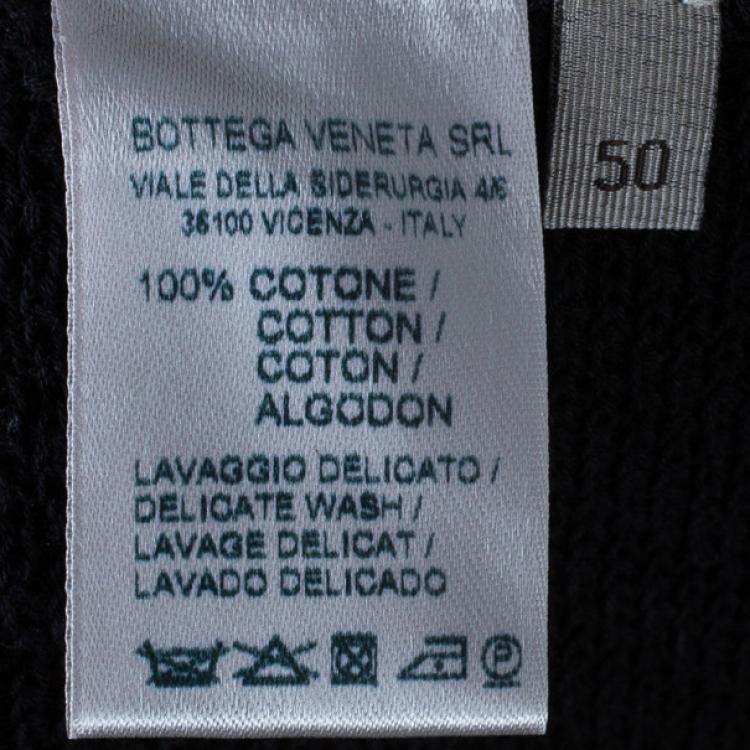 BOTTEGA VENETA SRL
VIALE DELLA SIDERURGIA 4/6
36100 VICENZA - ITALY
100% COTONE /
COTTON /
COTON /
ALGODON
LAVAGGIO DELICATO /
DELICATE WASH /
LAVAGE DELICAT /
LAVADO DELICADO
P
50